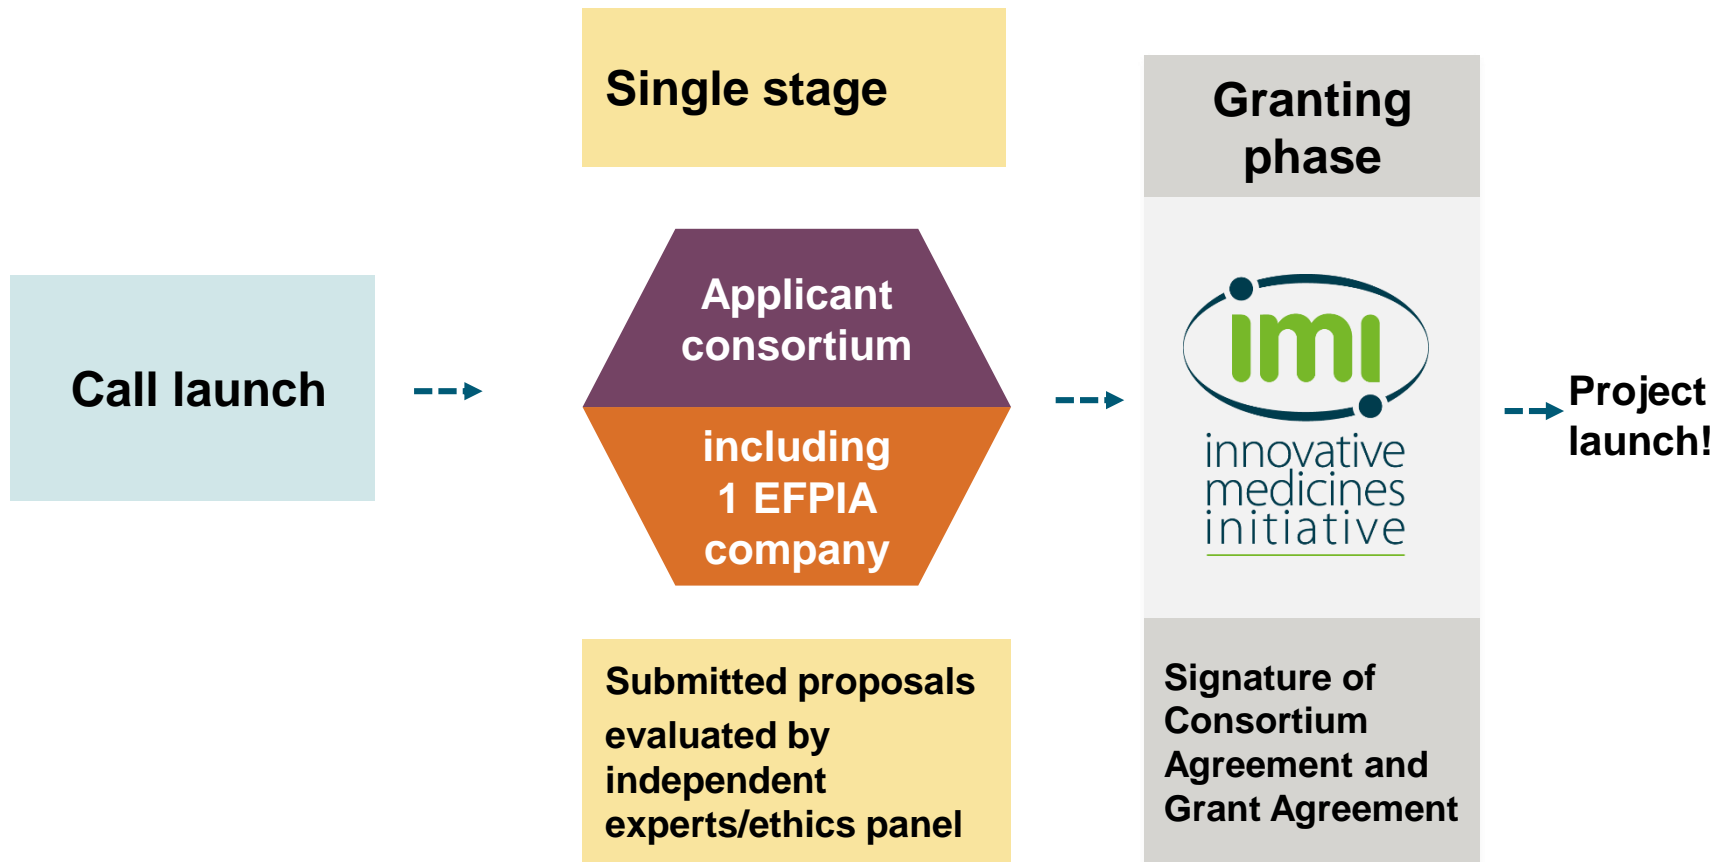 Single stage
Granting
phase
Call launch
Applicant
consortium
including
1 EFPIA
company
imi
innovative
medicines
initiative
Project
launch!
Submitted proposals
evaluated by
independent
experts/ethics panel
Signature of
Consortium
Agreement and
Grant Agreement